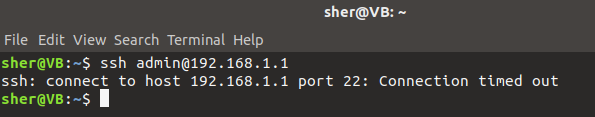 sher@VB: ~
File Edit View Search Terminal Help
sher@VB:~$ ssh admin@192.168.1.1
ssh: connect to host 192.168.1.1 port 22: Connection timed out
sher@VB:~$